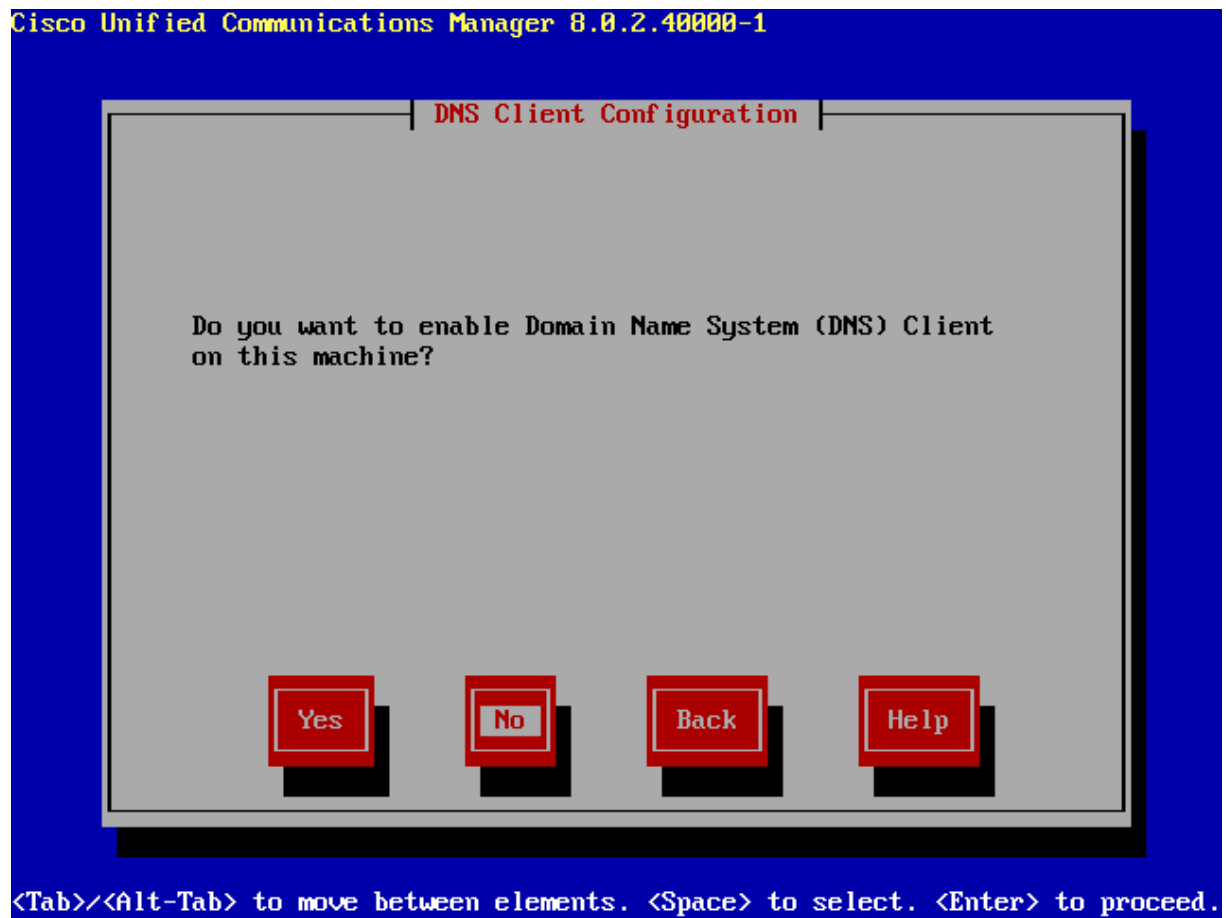 Cisco Unified Communications Manager 8.0.2.40000-1
DNS Client Configuration
Do you want to enable Domain Name System (DNS) Client
on this machine?
Yes No Back Help
<Tab>/<Alt-Tab> to move between elements. <Space> to select. <Enter> to proceed.